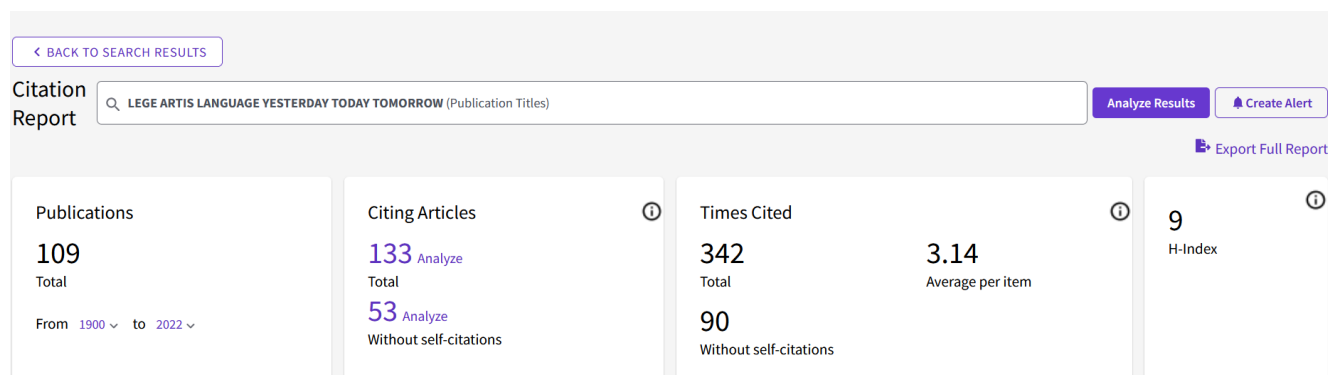 BACK TO SEARCH RESULTS
Citation Report
LEGE ARTIS LANGUAGE YESTERDAY TODAY TOMORROW (Publication Titles)
Analyze Results
Create Alert
Export Full Report
Publications
109
Total
From 1900 to 2022
Citing Articles
133 Analyze
Total
53 Analyze
Without self-citations
Times Cited
342
Total
3.14
Average per item
90
Without self-citations
9
H-Index